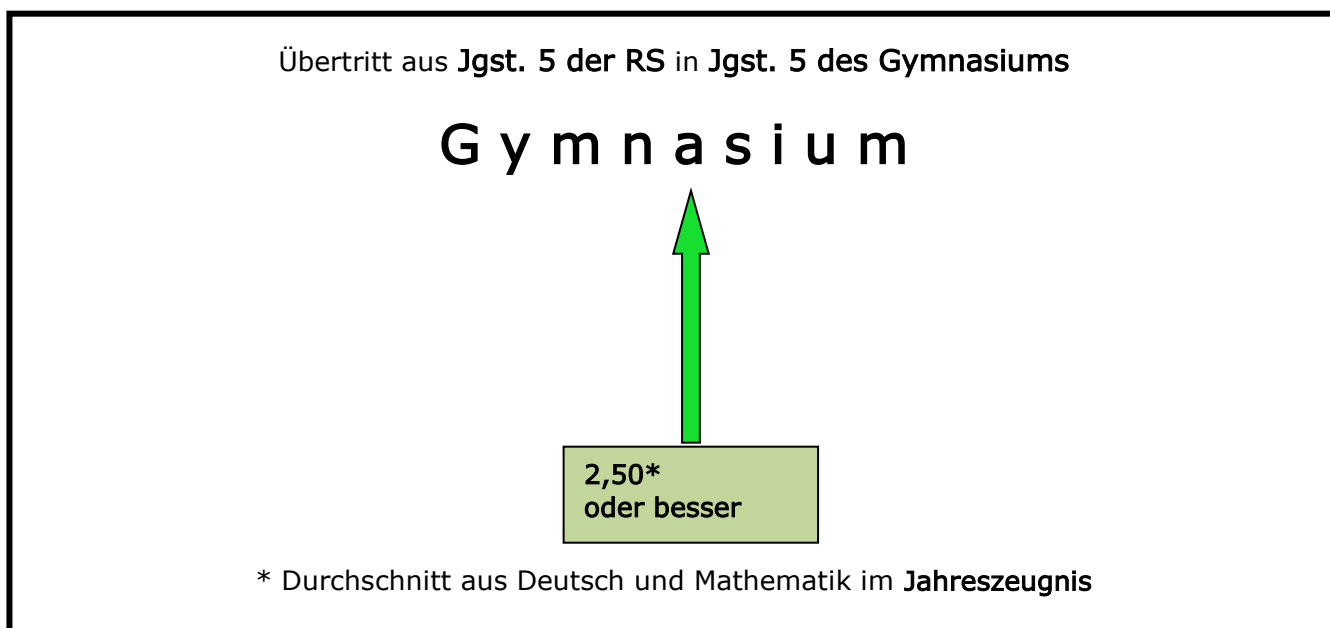 Übertritt aus Jgst. 5 der RS in Jgst. 5 des Gymnasiums
G y m n a s i u m
2,50*
oder besser
* Durchschnitt aus Deutsch und Mathematik im Jahreszeugnis